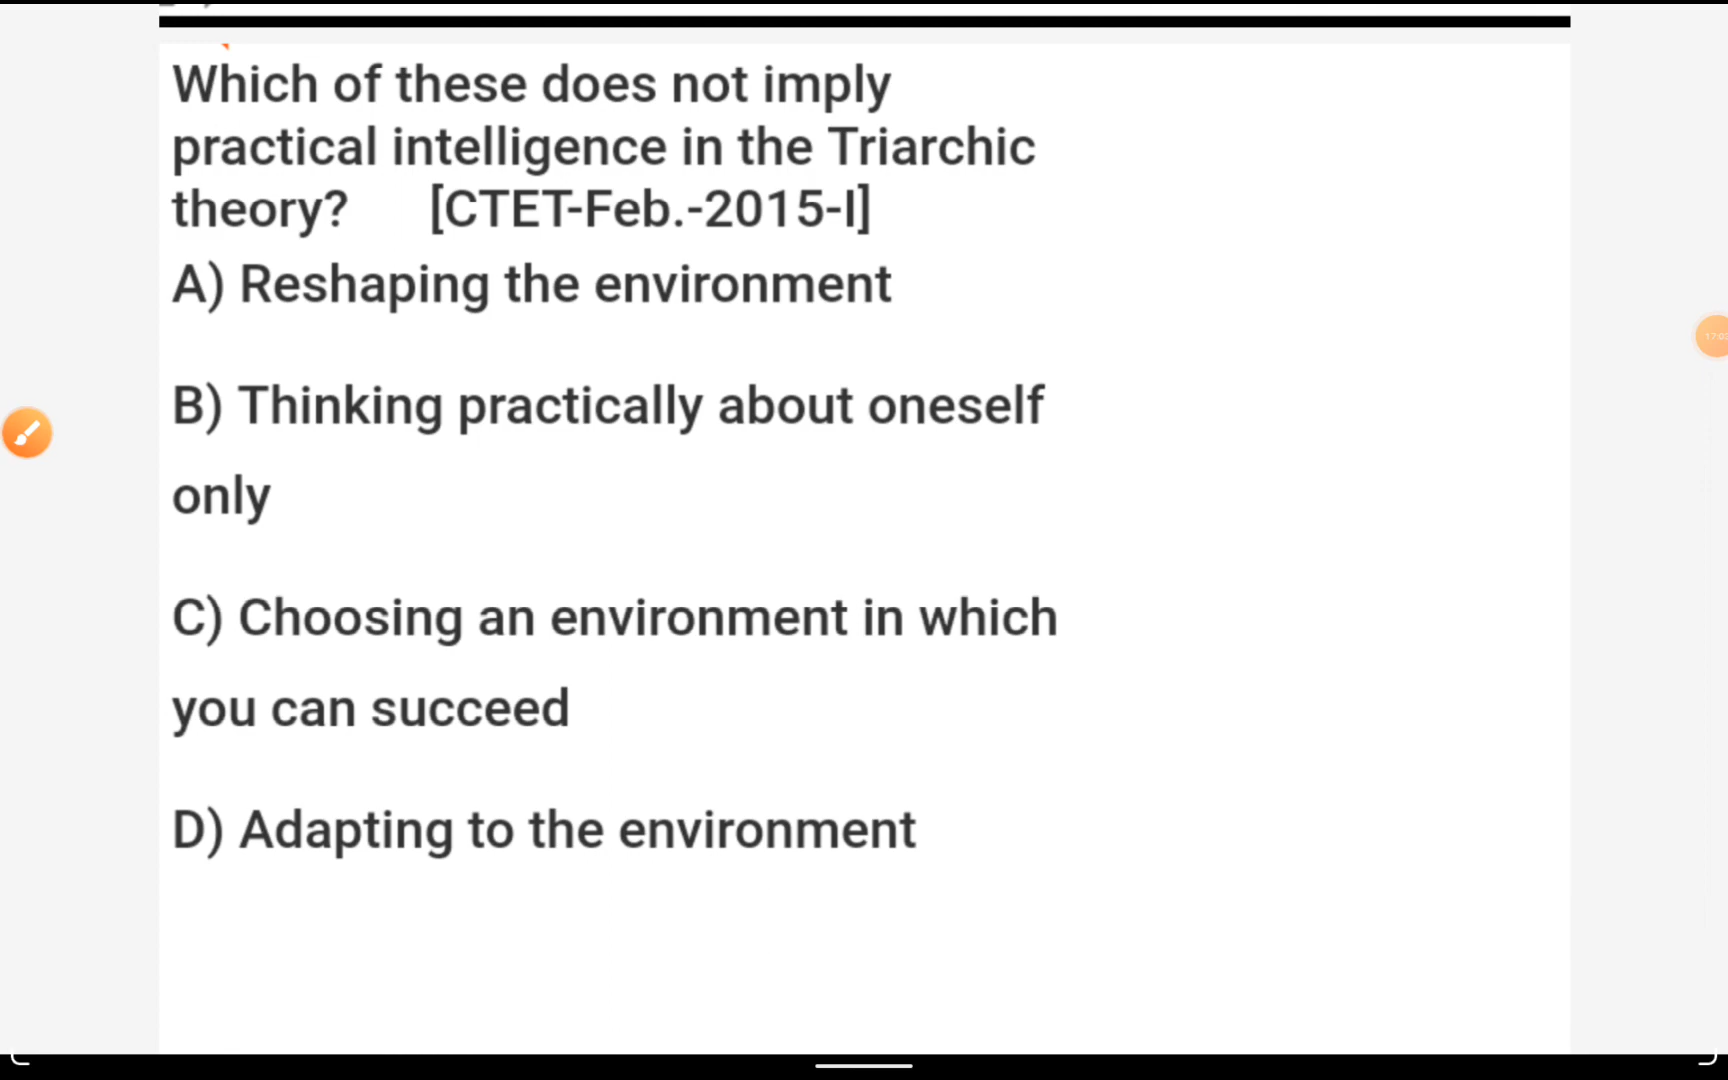 Which of these does not imply
practical intelligence in the Triarchic
theory? [CTET-Feb.-2015-I]
A) Reshaping the environment
B) Thinking practically about oneself
only
C) Choosing an environment in which
you can succeed
D) Adapting to the environment